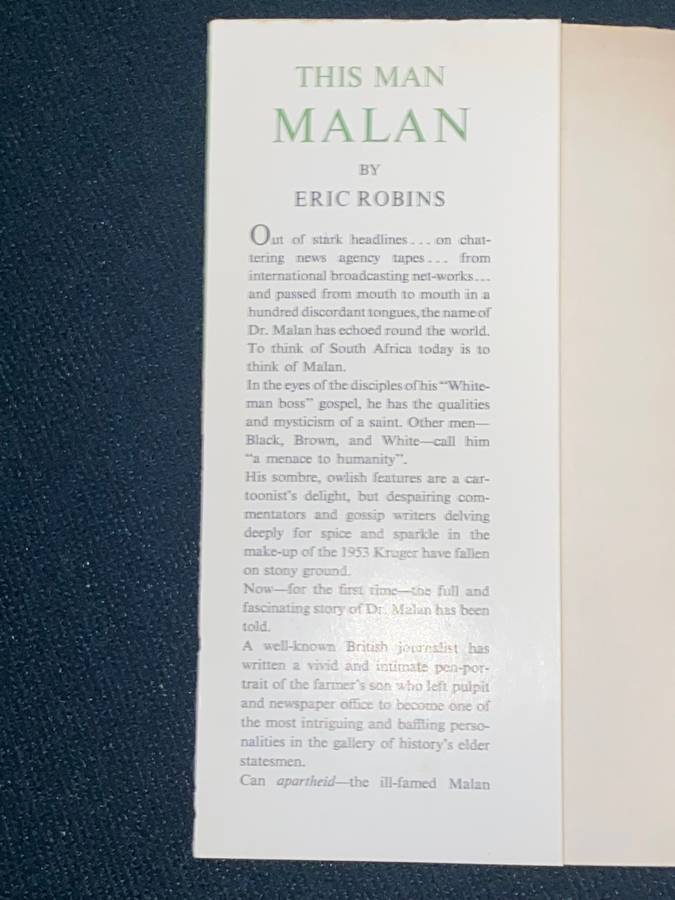 THIS MAN
MALAN
BY
ERIC ROBINS
Out of stark headlines... on chat-
tering news agency tapes... from
international broadcasting net-works...
and passed from mouth to mouth in a
hundred discordant tongues, the name of
Dr. Malan has echoed round the world.
To think of South Africa today is to
think of Malan.
In the eyes of the disciples of his "White-
man boss" gospel, he has the qualities
and mysticism of a saint. Other men—
Black, Brown, and White—call him
"a menace to humanity".
His sombre, owlish features are a car-
toonist's delight, but despairing com-
mentators and gossip writers delving
deeply for spice and sparkle in the
make-up of the 1953 Kruger have fallen
on stony ground.
Now—for the first time—the full and
fascinating story of Dr. Malan has been
told.
A well-known British journalist has
written a vivid and intimate pen-por-
trait of the farmer's son who left pulpit
and newspaper office to become one of
the most intriguing and baffling perso-
nalities in the gallery of history's elder
statesmen.
Can apartheid—the ill-famed Malan